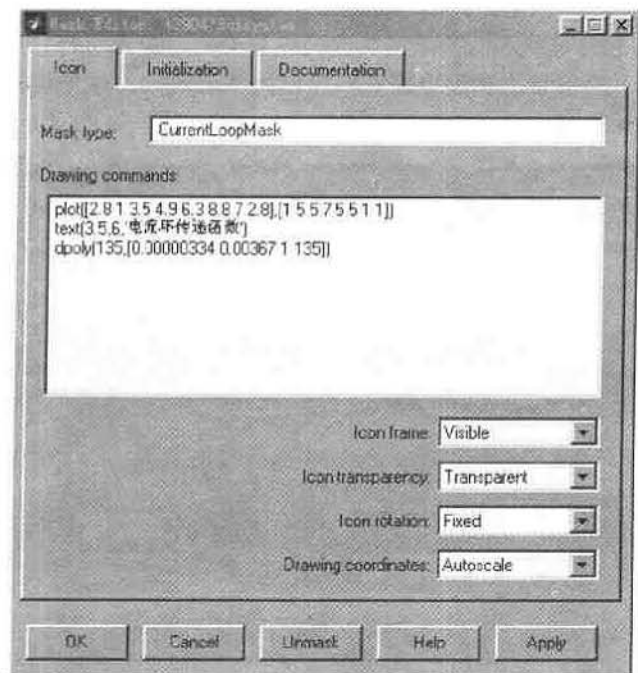 Mask Editor:
Icon
Initialization
Documentation
Mask type:
CurrentLoopMask
Drawing commands
plot([2.8 1 3.5 4.9 6.3 8.8 7 2.8],[1 5 5 7.5 5 5 1 1])
text(3.5,6,'电流环传递函数')
dpoly(135,[0.00000334 0.00367 1 135])
Icon frame:
Visible
Icon transparency:
Transparent
Icon rotation:
Fixed
Drawing coordinates:
Autoscale
OK
Cancel
Unmask
Help
Apply